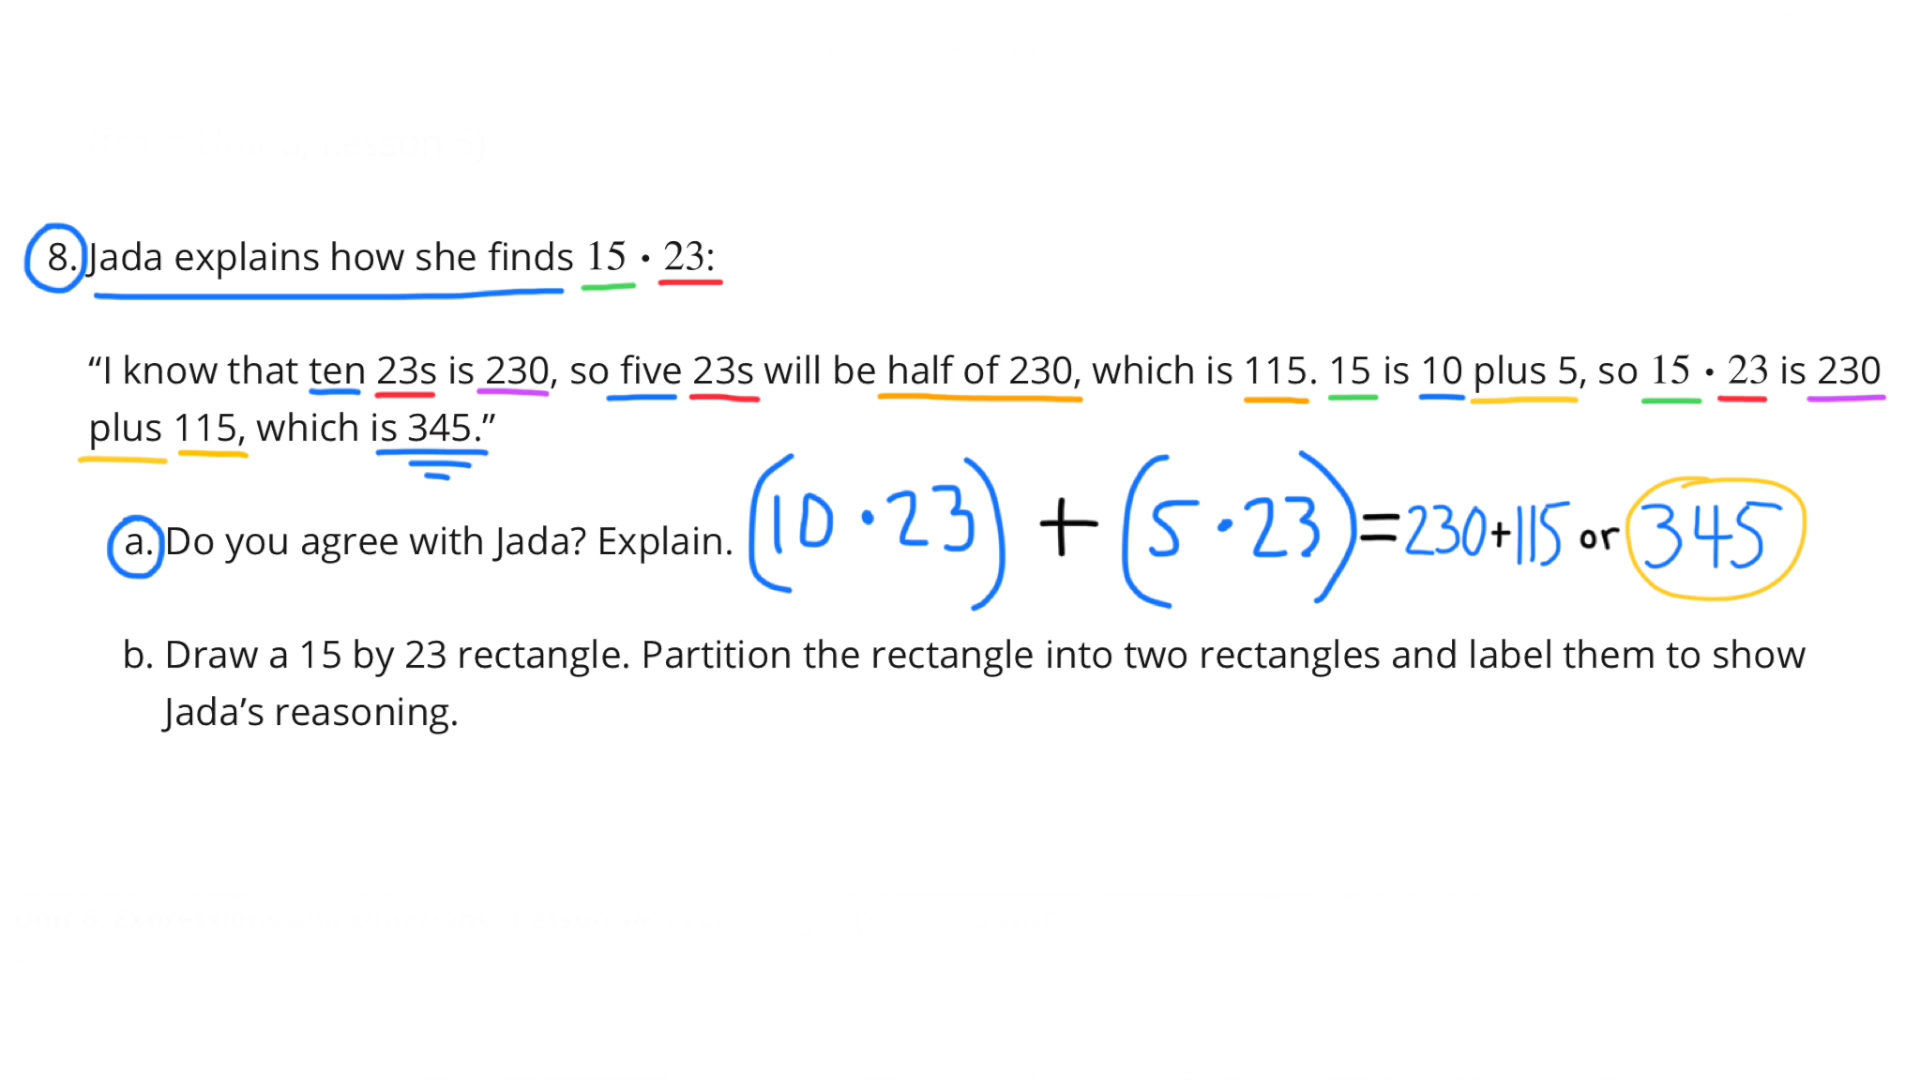 8. Jada explains how she finds 15 · 23:
“I know that ten 23s is 230, so five 23s will be half of 230, which is 115. 15 is 10 plus 5, so 15 · 23 is 230
plus 115, which is 345.”
a. Do you agree with Jada? Explain. (10 · 23) + (5 · 23) = 230 + 115 or 345
b. Draw a 15 by 23 rectangle. Partition the rectangle into two rectangles and label them to show
Jada’s reasoning.